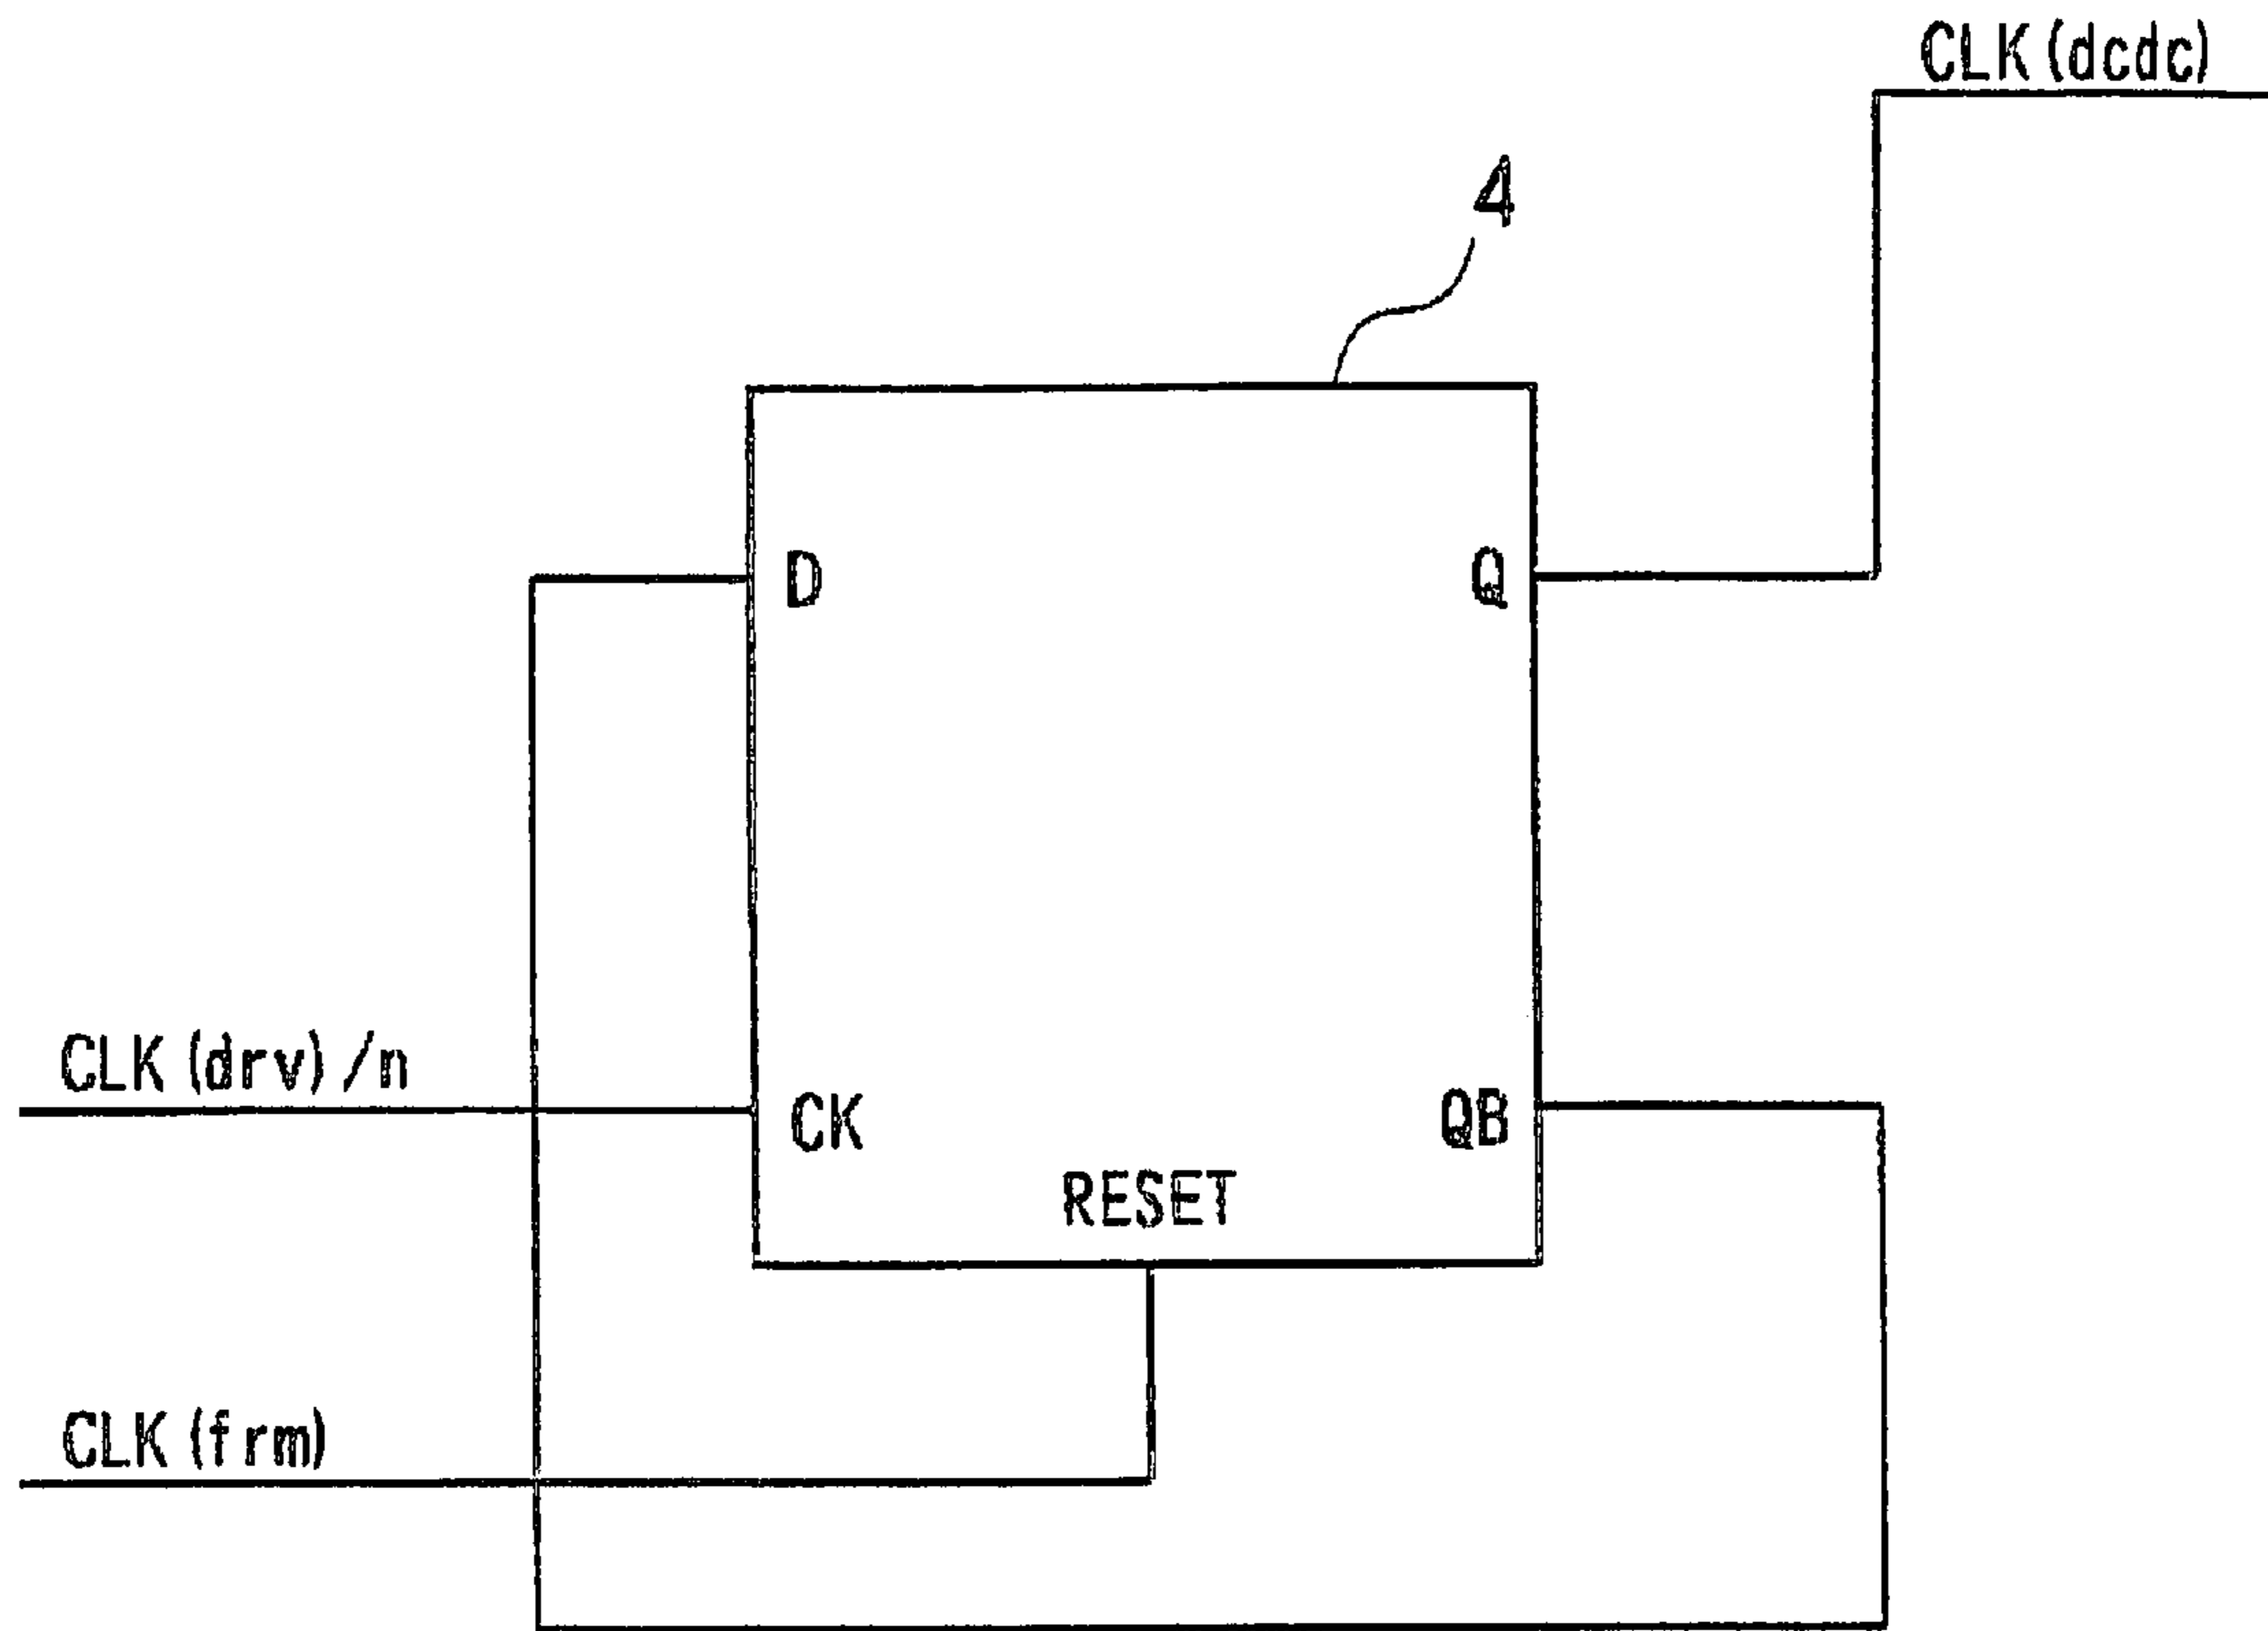 CLK(dcdc)
4
D
Q
CLK(drv)/n
CK
QB
RESET
CLK(frm)